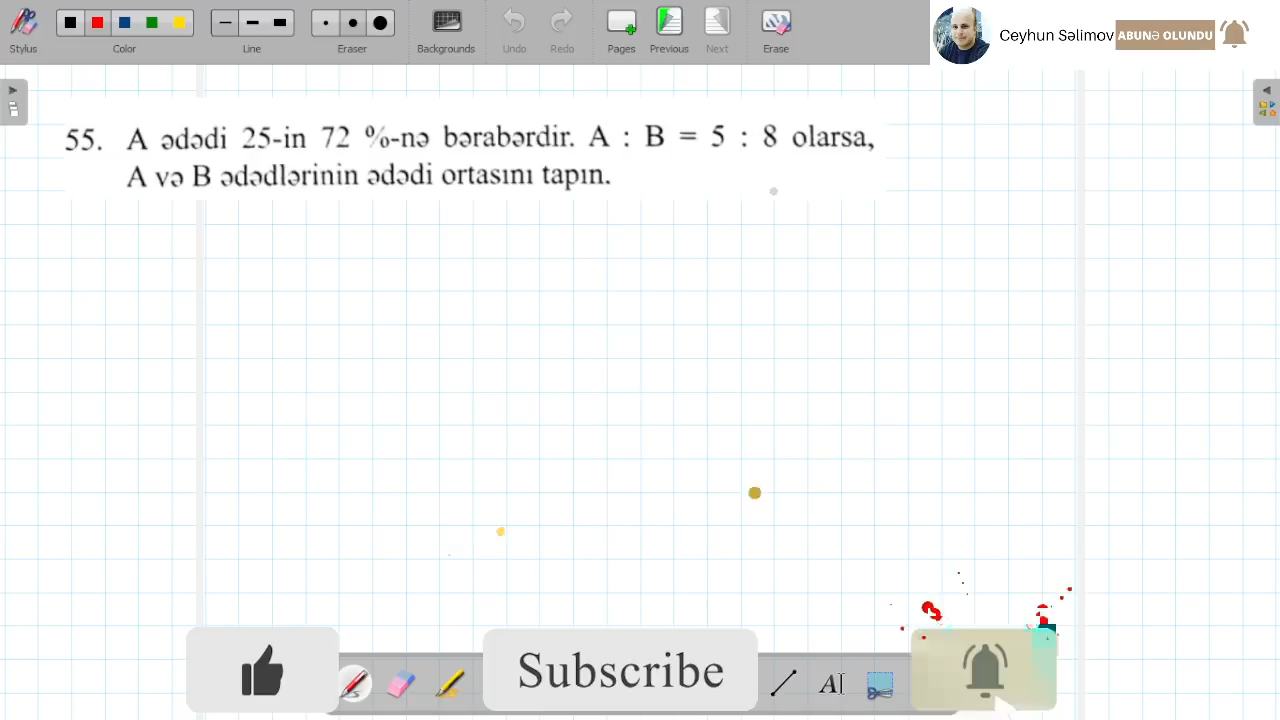 Stylus
Color
Line
Eraser
Backgrounds
Undo
Redo
Pages
Previous
Next
Erase
Ceyhun Səlimov
ABUNƏ OLUNDU
55. A ədədi 25-in 72 %-nə bərabərdir. A : B = 5 : 8 olarsa,
A və B ədədlərinin ədədi ortasını tapın.
Subscribe